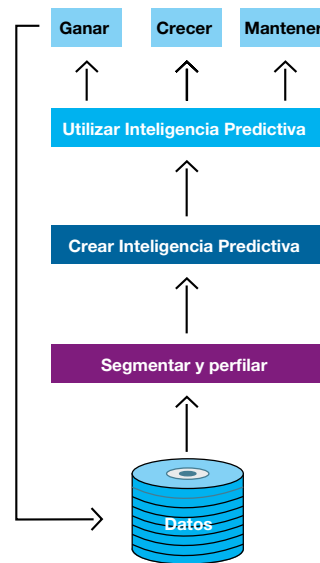 Ganar
Crecer
Mantener
Utilizar Inteligencia Predictiva
Crear Inteligencia Predictiva
Segmentar y perfilar
Datos